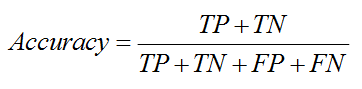 Accuracy = TP + TN / TP + TN + FP + FN